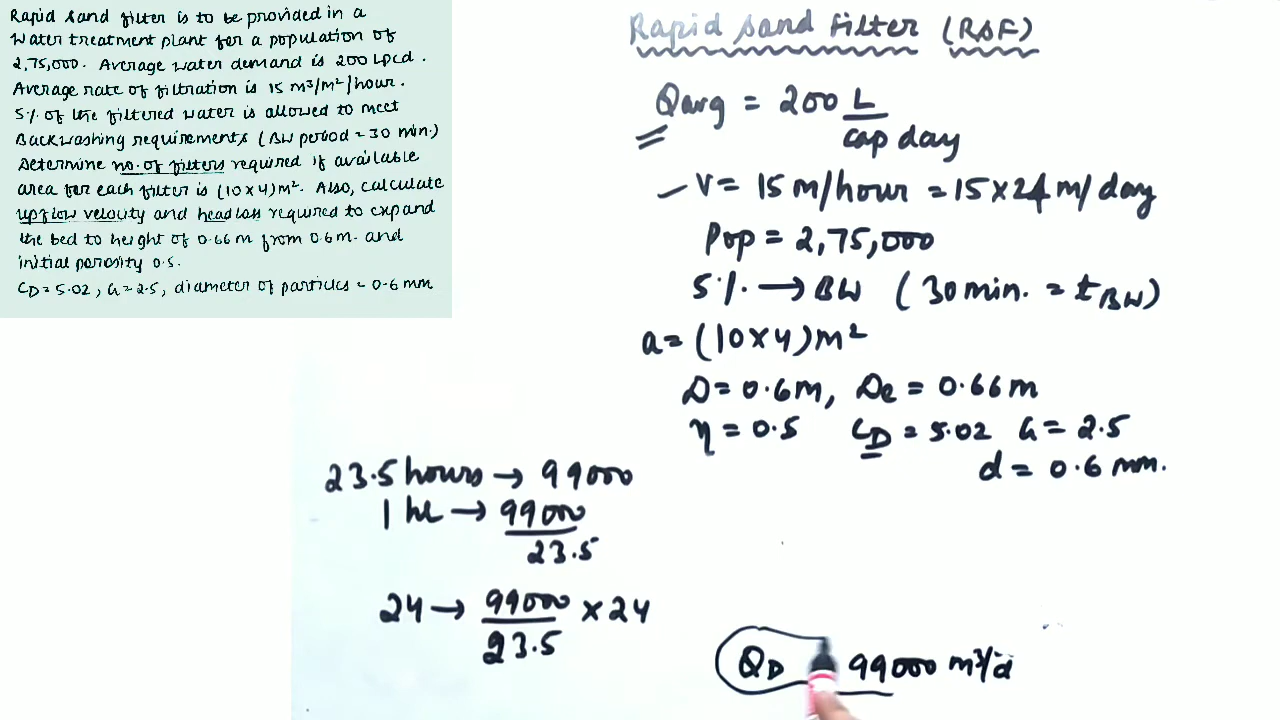 Rapid sand filter is to be provided in a
water treatment plant for a population of
2,75,000. Average water demand is 200 Lpcd.
Average rate of filtration is 15 m³/m²/hour.
5% of the filtered water is allowed to meet
Backwashing requirements (BW period = 30 min.)
Determine no. of filters required if available
area for each filter is (10×4)m². Also, calculate
upflow velocity and headloss required to expand
the bed to height of 0.66m from 0.6m. and
initial porosity 0.5.
CD = 5.02, G = 2.5, diameter of particles = 0.6 mm
Rapid sand filter (RSF)
Qavg = 200 L/cap day
V = 15 m/hour = 15×24 m/day
Pop = 2,75,000
5% → BW (30 min. = tBW)
a = (10×4)m²
D = 0.6m, De = 0.66m
η = 0.5 CD = 5.02 G = 2.5
d = 0.6 mm.
23.5 hours → 99000
1 hr → 99000/23.5
24 → 99000/23.5 × 24
QD 99000 m³/d